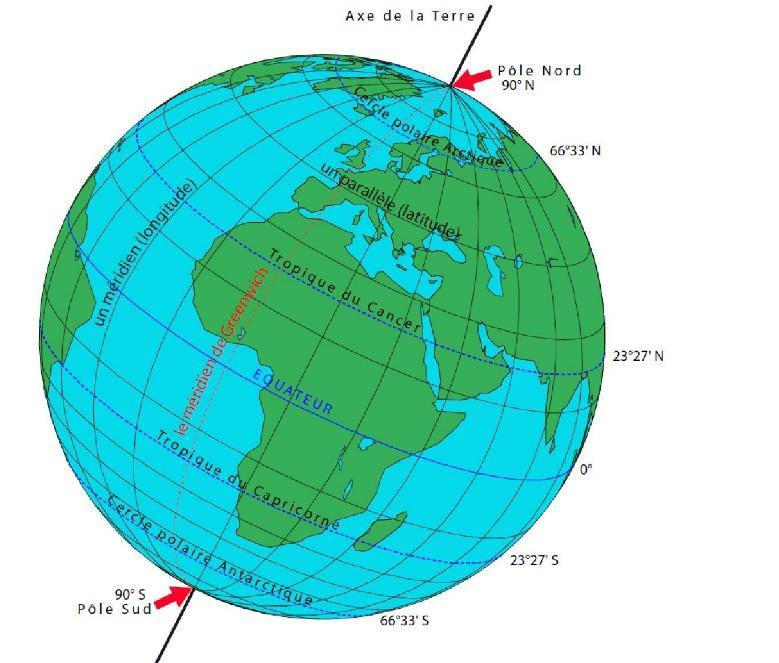 Axe de la Terre
Pôle Nord
90° N
Cercle polaire Arctique
66°33' N
un parallèle (latitude)
un méridien (longitude)
Tropique du Cancer
le méridien de Greenwich
23°27' N
EQUATEUR
0°
Tropique du Capricorne
23°27' S
Cercle polaire Antarctique
90° S
Pôle Sud
66°33' S